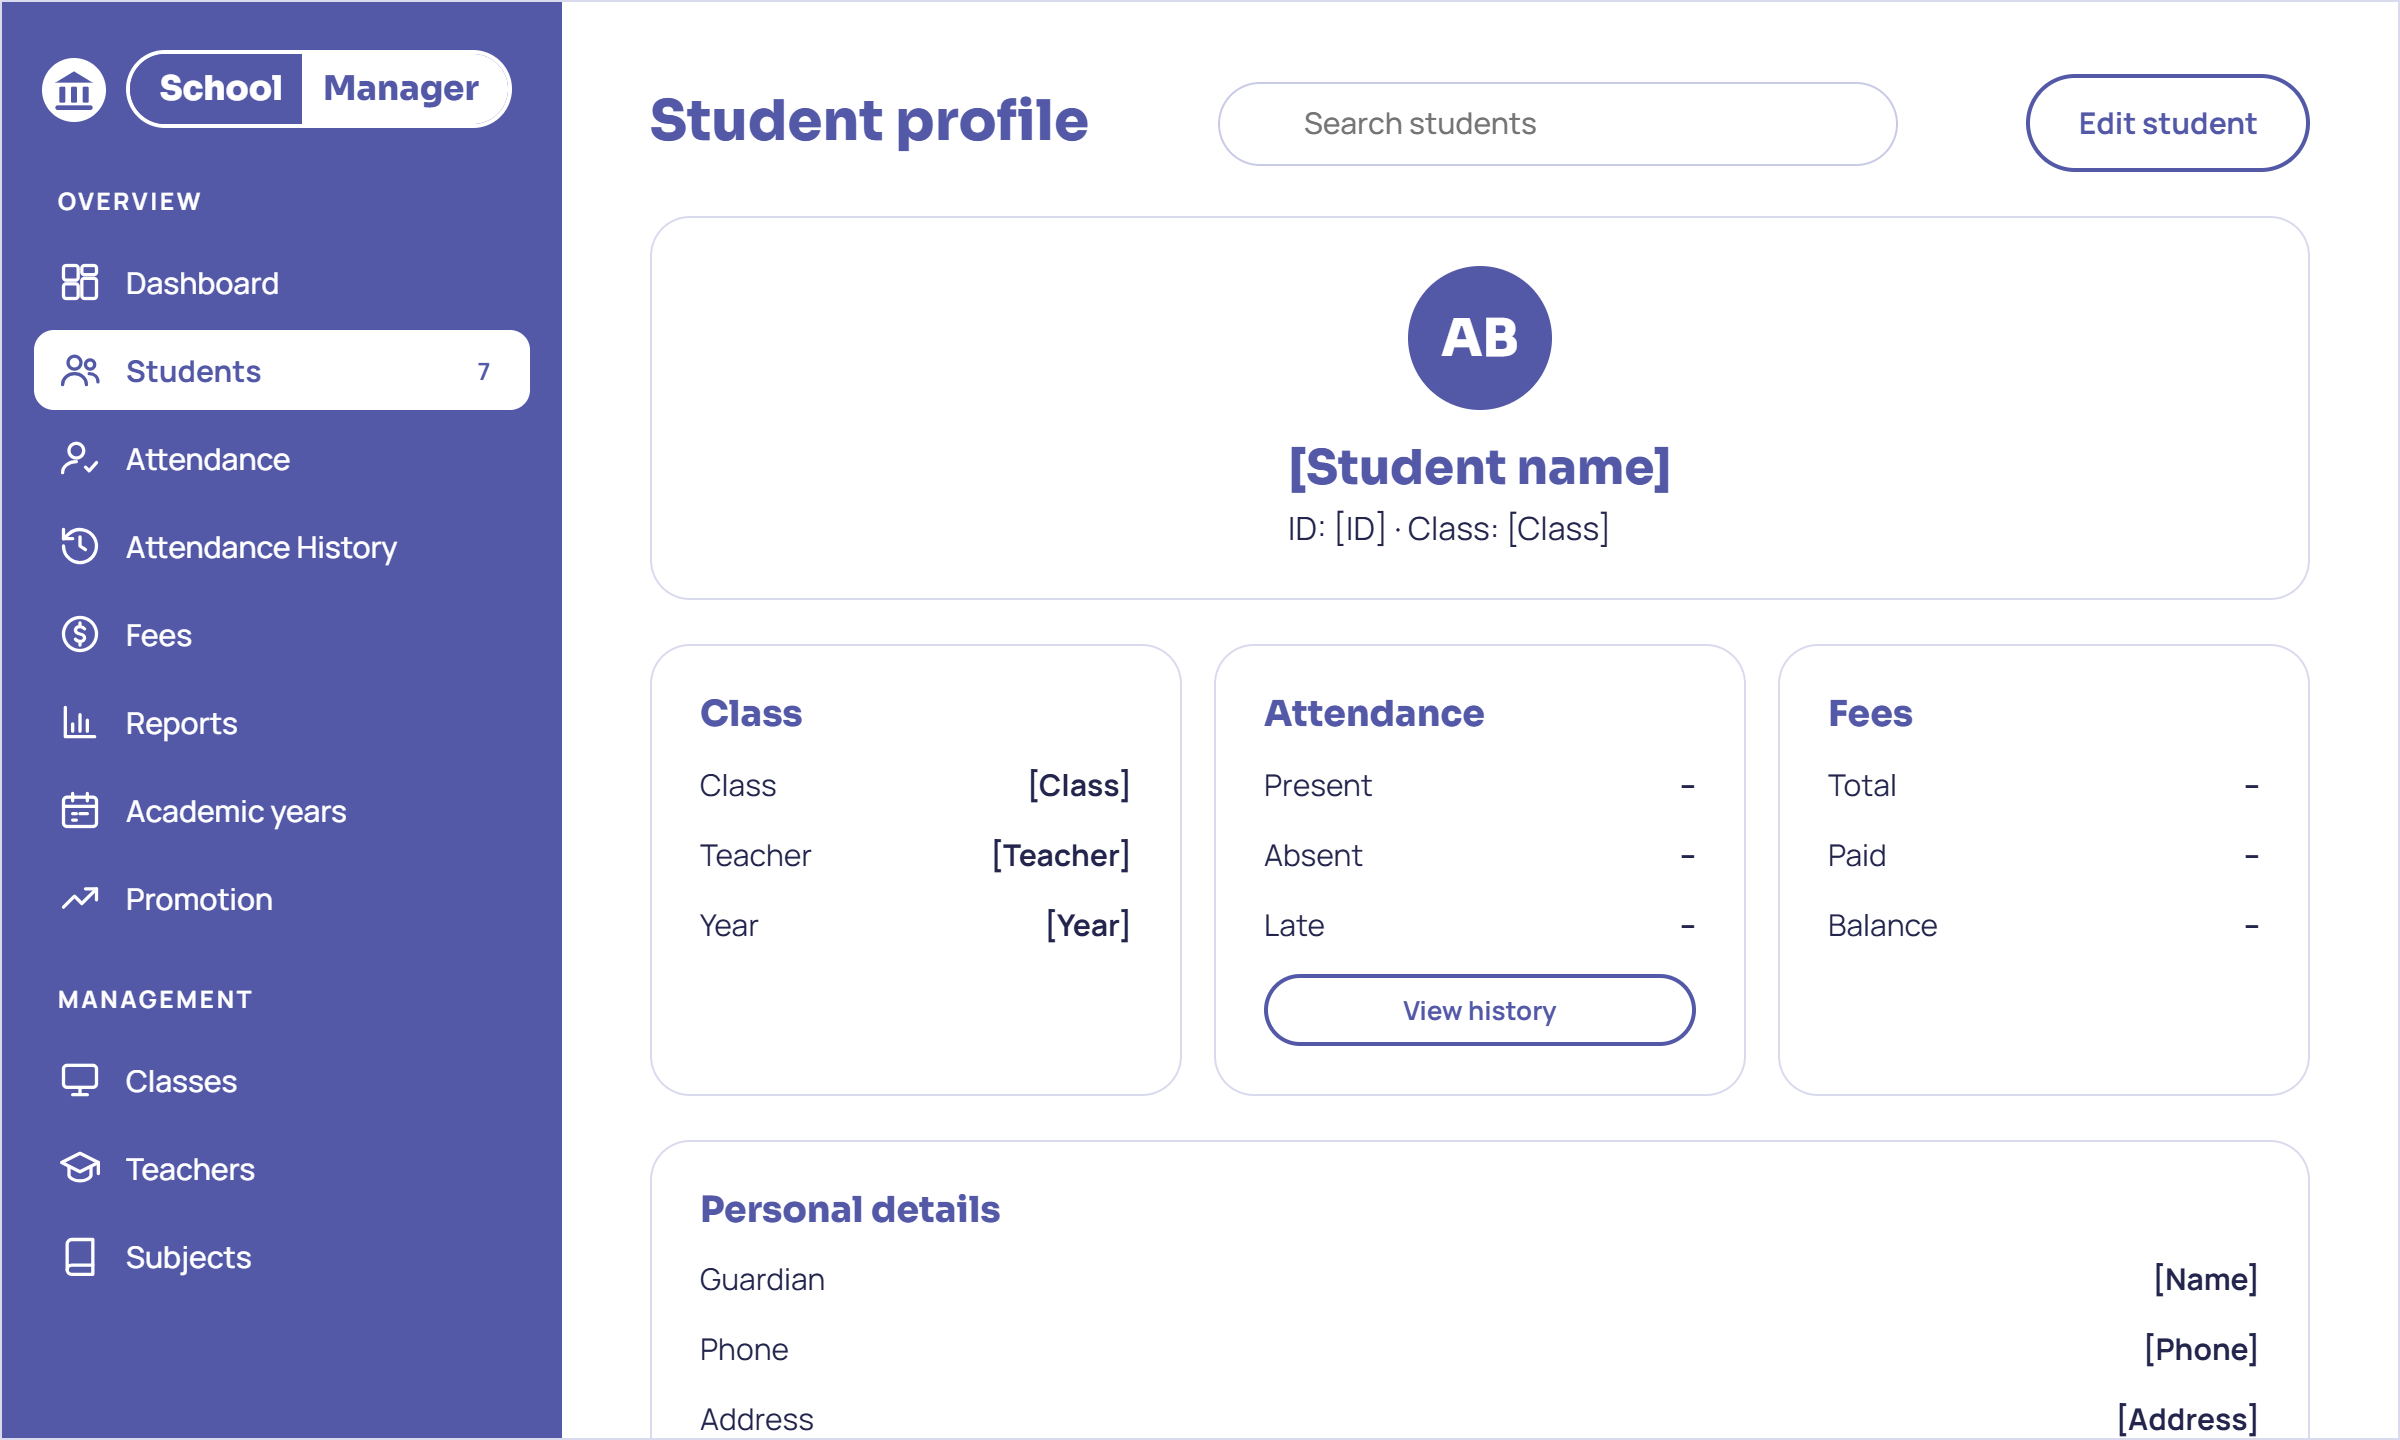 School Manager
OVERVIEW
Dashboard
Students 7
Attendance
Attendance History
Fees
Reports
Academic years
Promotion
MANAGEMENT
Classes
Teachers
Subjects
Student profile
Search students
Edit student
AB
[Student name]
ID: [ID] · Class: [Class]
Class
Class [Class]
Teacher [Teacher]
Year [Year]
Attendance
Present –
Absent –
Late –
View history
Fees
Total –
Paid –
Balance –
Personal details
Guardian [Name]
Phone [Phone]
Address [Address]